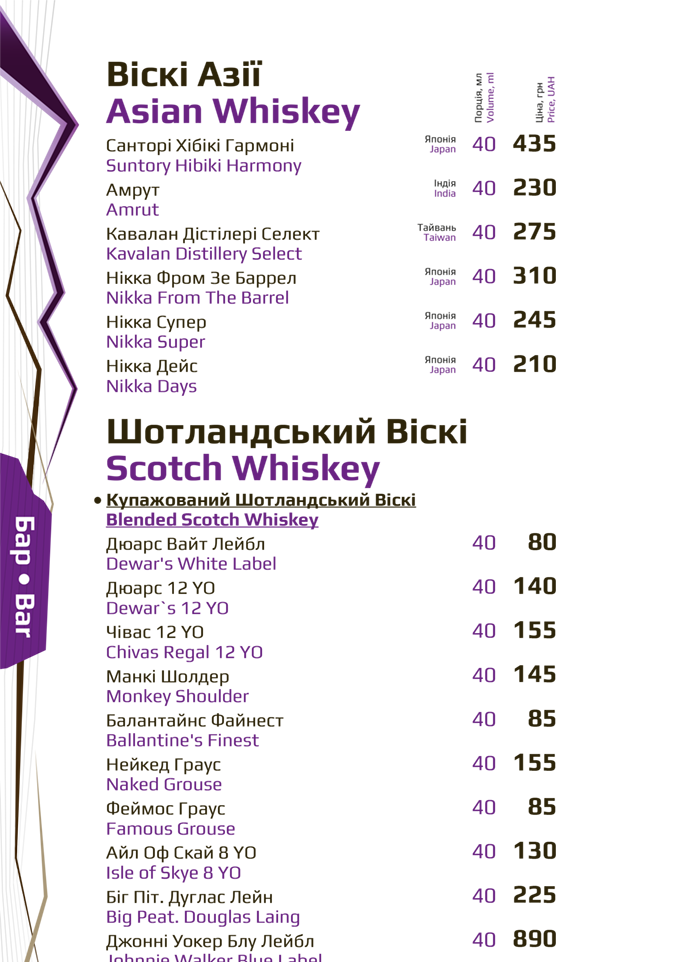 Віскі Азії
Asian Whiskey
Порція, мл
Volume, ml
Ціна, грн
Price, UAH
Санторі Хібікі Гармоні
Suntory Hibiki Harmony
Японія
Japan
40 435
Амрут
Amrut
Індія
India
40 230
Кавалан Дістілері Селект
Kavalan Distillery Select
Тайвань
Taiwan
40 275
Нікка Фром Зе Баррел
Nikka From The Barrel
Японія
Japan
40 310
Нікка Супер
Nikka Super
Японія
Japan
40 245
Нікка Дейс
Nikka Days
Японія
Japan
40 210
Шотландський Віскі
Scotch Whiskey
• Купажований Шотландський Віскі
Blended Scotch Whiskey
Дюарс Вайт Лейбл 40 80
Dewar's White Label
Дюарс 12 YO 40 140
Dewar`s 12 YO
Чівас 12 YO 40 155
Chivas Regal 12 YO
Манкі Шолдер 40 145
Monkey Shoulder
Балантайнс Файнест 40 85
Ballantine's Finest
Нейкед Граус 40 155
Naked Grouse
Феймос Граус 40 85
Famous Grouse
Айл Оф Скай 8 YO 40 130
Isle of Skye 8 YO
Біг Піт. Дуглас Лейн 40 225
Big Peat. Douglas Laing
Джонні Уокер Блу Лейбл 40 890
Johnnie Walker Blue Label
Бар • Bar